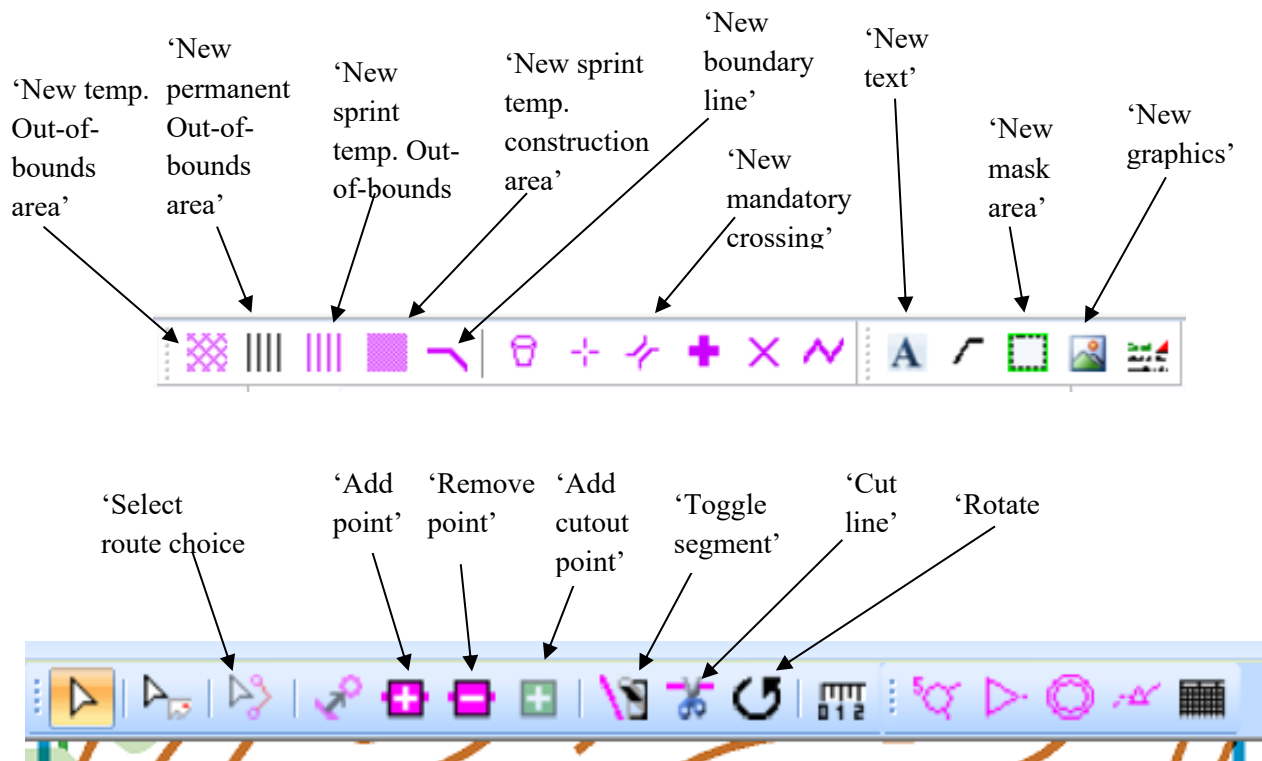 ‘New temp.
Out-of-
bounds
area’
‘New
permanent
Out-of-
bounds
area’
‘New
sprint
temp. Out-
of-bounds
‘New sprint
temp.
construction
area’
‘New
boundary
line’
‘New
mandatory
crossing’
‘New
text’
‘New
mask
area’
‘New
graphics’
A
‘Select
route choice
‘Add
point’
‘Remove
point’
‘Add
cutout
point’
‘Toggle
segment’
‘Cut
line’
‘Rotate
0 1 2
5